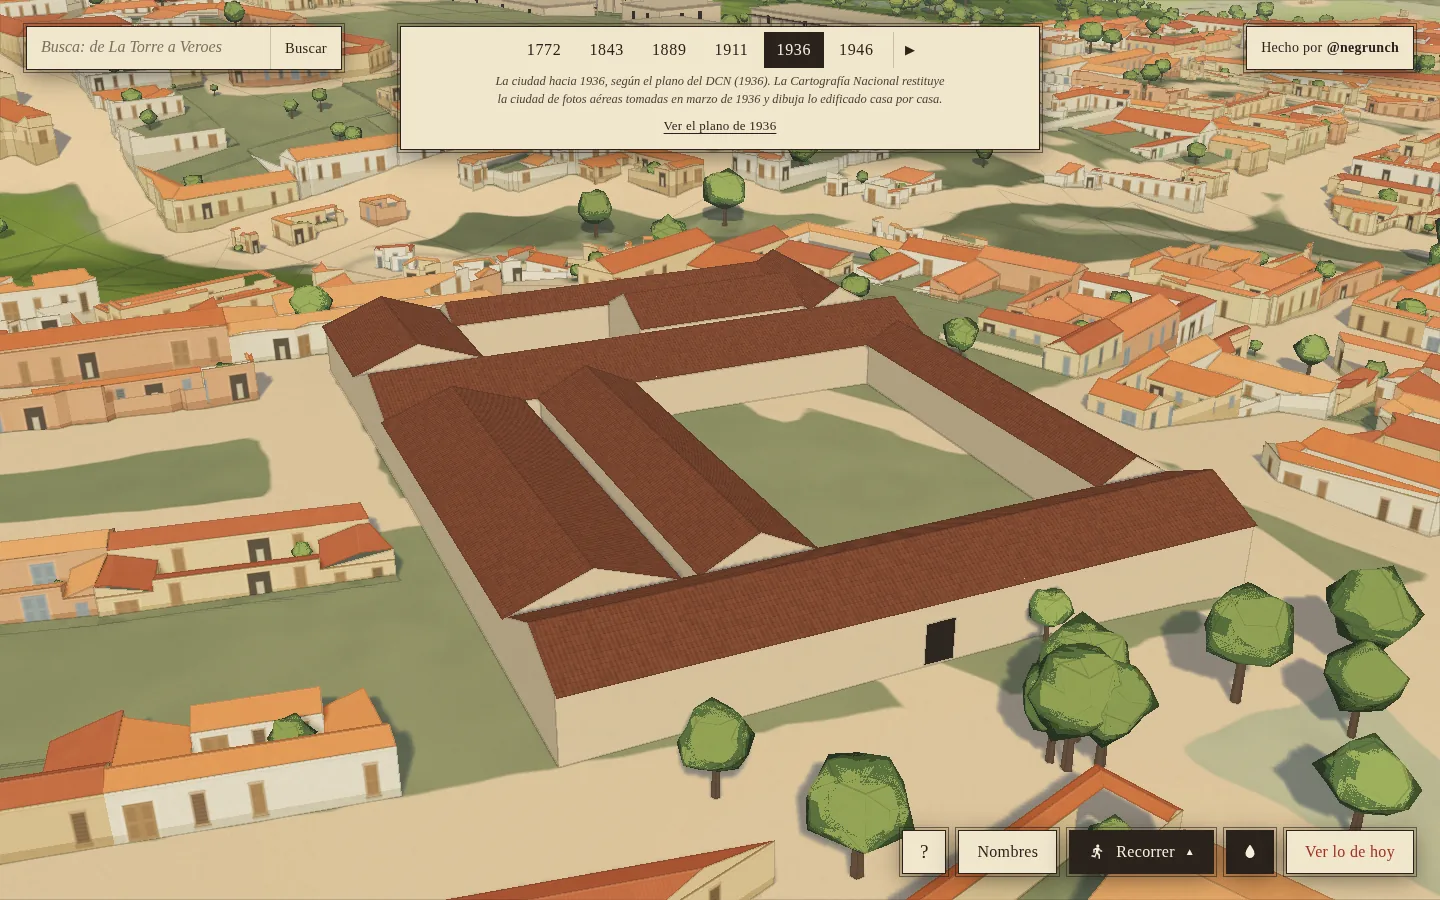 Busca: de La Torre a Veroes
Buscar
1772 1843 1889 1911 1936 1946 ▶
La ciudad hacia 1936, según el plano del DCN (1936). La Cartografía Nacional restituye
la ciudad de fotos aéreas tomadas en marzo de 1936 y dibuja lo edificado casa por casa.
Ver el plano de 1936
Hecho por @negrunch
?
Nombres
Recorrer ▲
Ver lo de hoy